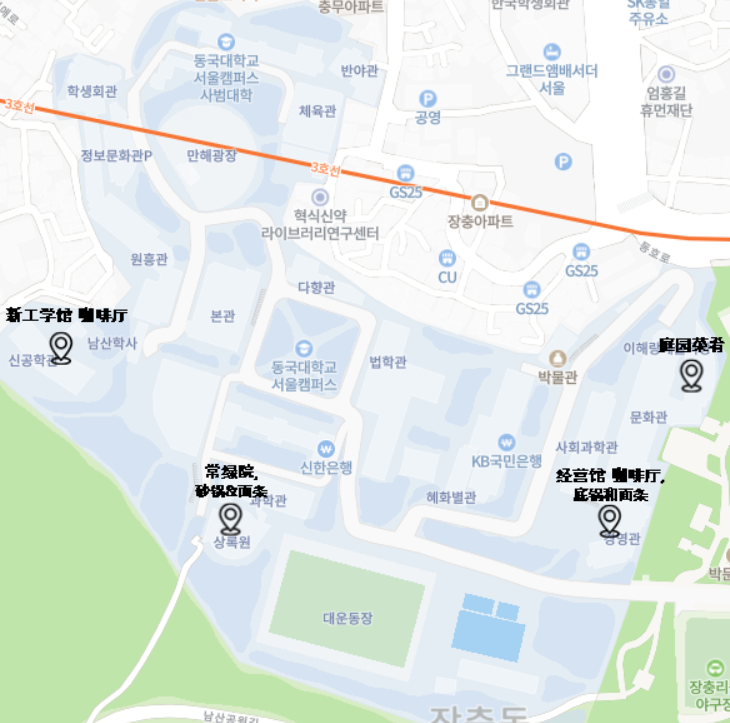 충무아파트
한국학생회관
SK동일
주유소
동국대학교
서울캠퍼스
사범대학
반야관
그랜드앰배서더
서울
학생회관
공영
엄홍길
휴먼재단
P
P
3호선
체육관
정보문화관P
만해광장
3호선
GS25
혁식신약
라이브러리연구센터
장충아파트
동호로
원흥관
CU
GS25
다향관
GS25
新工学馆 咖啡厅
본관
남산학사
신공학관
동국대학교
서울캠퍼스
법학관
박물관
庭园菜肴
문화관
신한은행
KB국민은행
사회과학관
常绿院,
砂锅&面条
과학관
혜화별관
经营馆 咖啡厅,
底锅和面条
상록원
경영관
대운동장
장충리
야구장
남산공원길
장충동